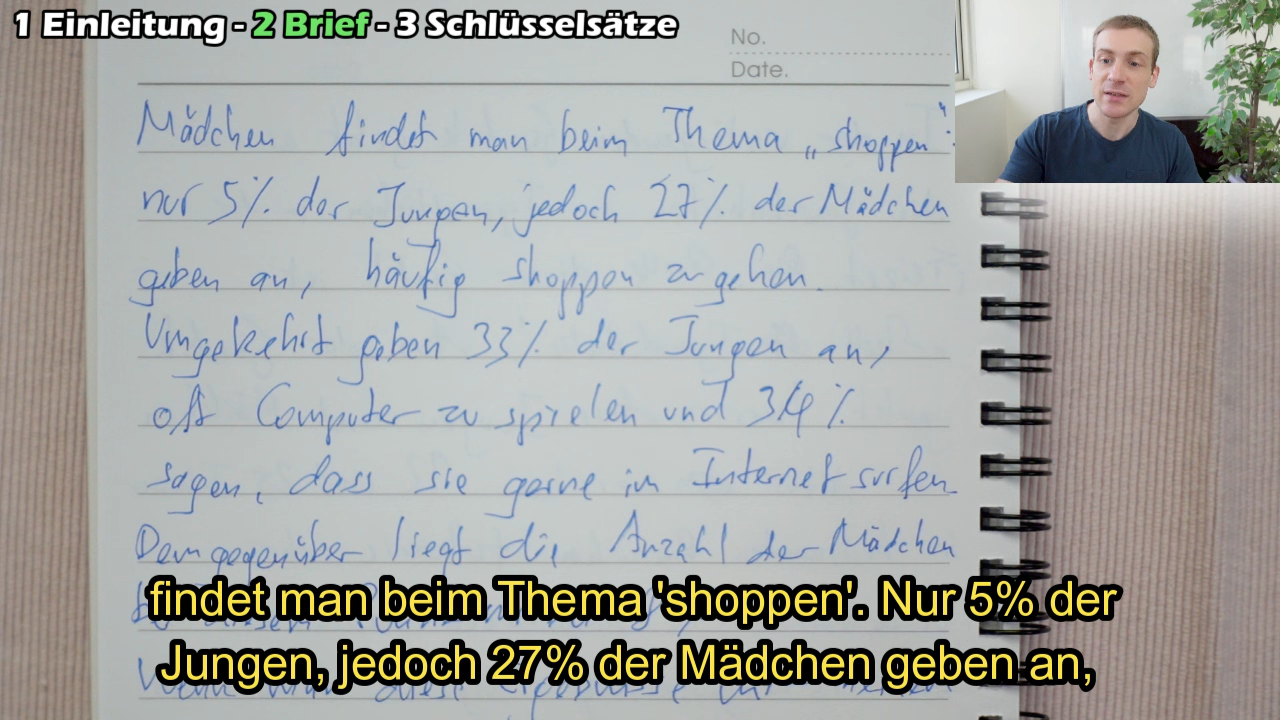 1 Einleitung - 2 Brief - 3 Schlüsselsätze
No.
Date.
Mädchen findet man beim Thema „shoppen“:
nur 5% der Jungen, jedoch 27% der Mädchen
geben an, häufig shoppen zu gehen.
Umgekehrt geben 33% der Jungen an,
oft Computer zu spielen und 34%
sagen, dass sie gerne im Internet surfen
Demgegenüber liegt die Anzahl der Mädchen
findet man beim Thema 'shoppen'. Nur 5% der
Jungen, jedoch 27% der Mädchen geben an,